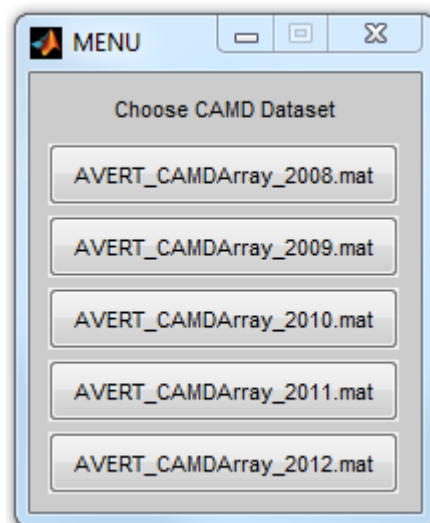 MENU
Choose CAMD Dataset
AVERT_CAMDArray_2008.mat
AVERT_CAMDArray_2009.mat
AVERT_CAMDArray_2010.mat
AVERT_CAMDArray_2011.mat
AVERT_CAMDArray_2012.mat